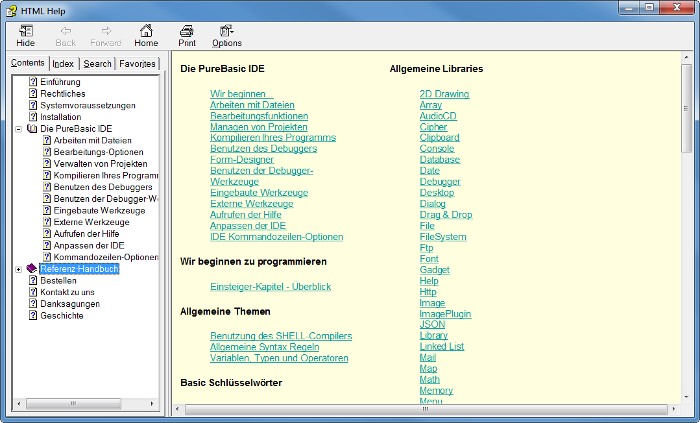 HTML Help
Hide Back Forward Home Print Options
Contents Index Search Favorites
Einführung
Rechtliches
Systemvoraussetzungen
Installation
Die PureBasic IDE
Arbeiten mit Dateien
Bearbeitungs-Optionen
Verwalten von Projekten
Kompilieren Ihres Programm
Benutzen des Debuggers
Benutzen der Debugger-W
Eingebaute Werkzeuge
Externe Werkzeuge
Aufrufen der Hilfe
Anpassen der IDE
Kommandozeilen-Optionen
Referenz-Handbuch
Bestellen
Kontakt zu uns
Danksagungen
Geschichte
Die PureBasic IDE
Wir beginnen...
Arbeiten mit Dateien
Bearbeitungsfunktionen
Managen von Projekten
Kompilieren Ihres Programms
Benutzen des Debuggers
Form-Designer
Benutzen der Debugger-
Werkzeuge
Eingebaute Werkzeuge
Externe Werkzeuge
Aufrufen der Hilfe
Anpassen der IDE
IDE Kommandozeilen-Optionen
Wir beginnen zu programmieren
Einsteiger-Kapitel - Überblick
Allgemeine Themen
Benutzung des SHELL-Compilers
Allgemeine Syntax Regeln
Variablen, Typen und Operatoren
Basic Schlüsselwörter
Allgemeine Libraries
2D Drawing
Array
AudioCD
Cipher
Clipboard
Console
Database
Date
Debugger
Desktop
Dialog
Drag & Drop
File
FileSystem
Ftp
Font
Gadget
Help
Http
Image
ImagePlugin
JSON
Library
Linked List
Mail
Map
Math
Memory
Menu